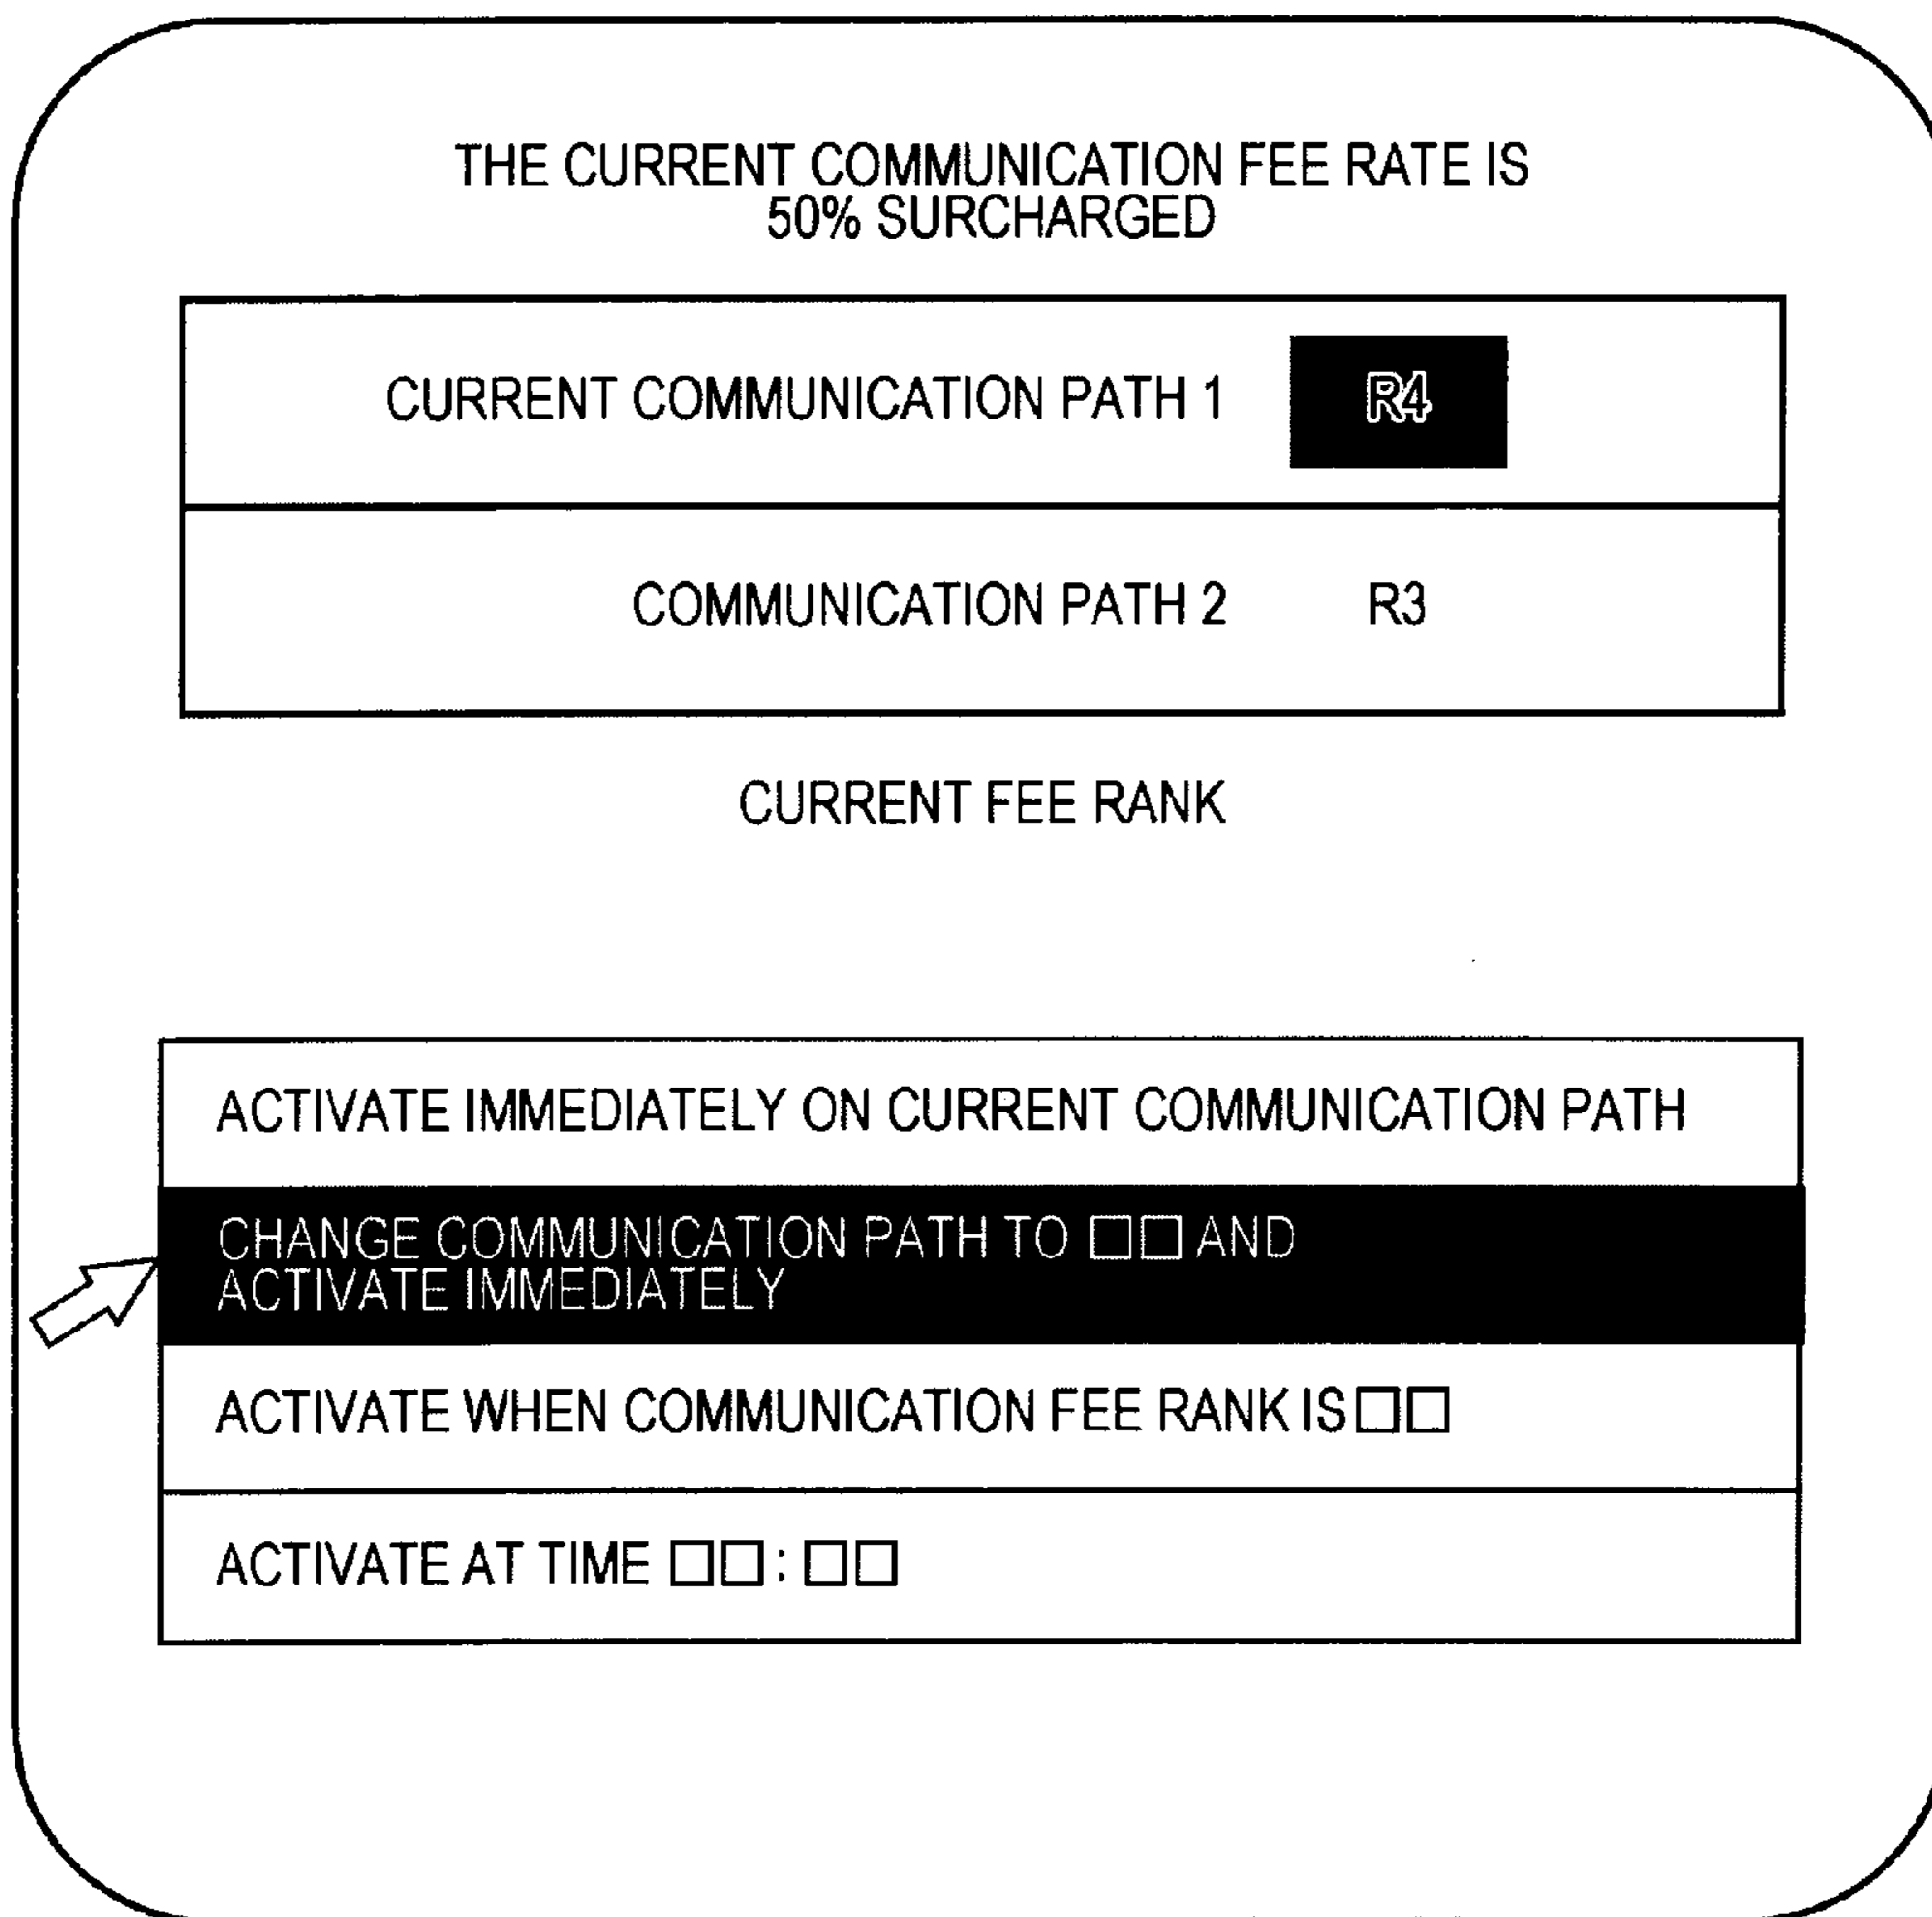 THE CURRENT COMMUNICATION FEE RATE IS
50% SURCHARGED
CURRENT COMMUNICATION PATH 1 R4
COMMUNICATION PATH 2 R3
CURRENT FEE RANK
ACTIVATE IMMEDIATELY ON CURRENT COMMUNICATION PATH
CHANGE COMMUNICATION PATH TO □□ AND
ACTIVATE IMMEDIATELY
ACTIVATE WHEN COMMUNICATION FEE RANK IS □□
ACTIVATE AT TIME □□ : □□